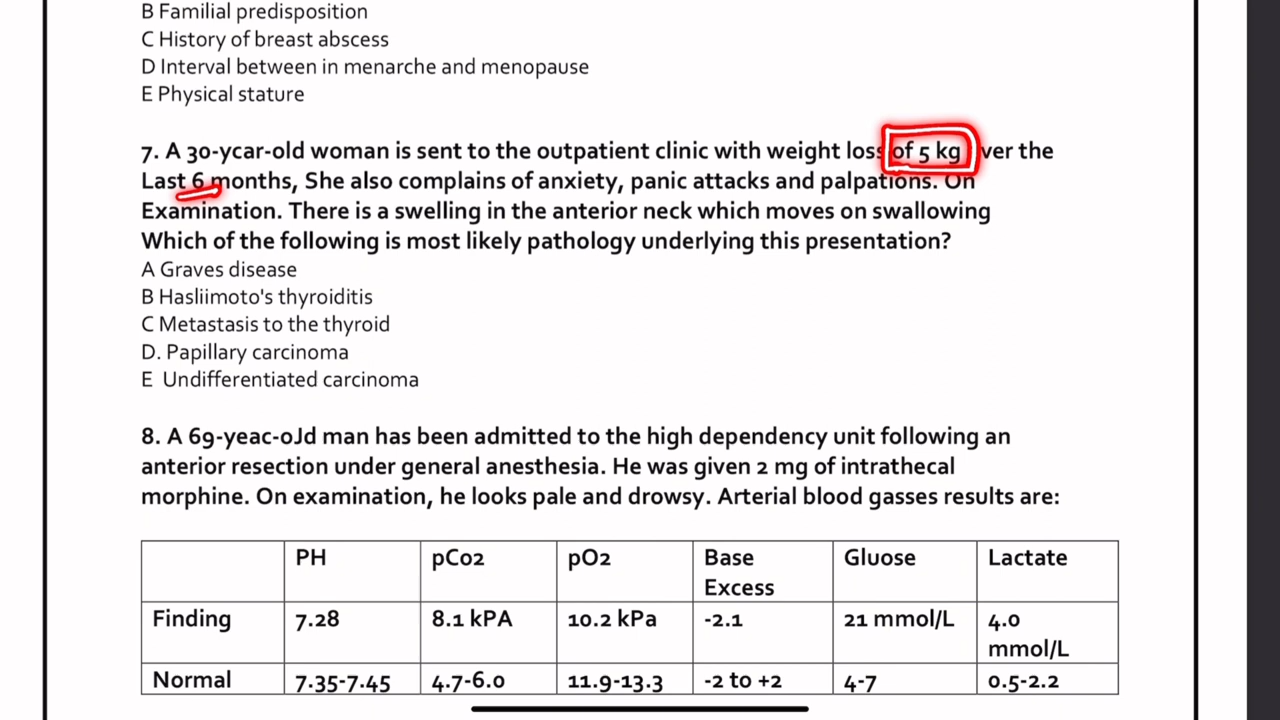 B Familial predisposition
C History of breast abscess
D Interval between in menarche and menopause
E Physical stature
7. A 30-ycar-old woman is sent to the outpatient clinic with weight loss of 5 kg ver the
Last 6 months, She also complains of anxiety, panic attacks and palpations. On
Examination. There is a swelling in the anterior neck which moves on swallowing
Which of the following is most likely pathology underlying this presentation?
A Graves disease
B Hasliimoto's thyroiditis
C Metastasis to the thyroid
D. Papillary carcinoma
E Undifferentiated carcinoma
8. A 69-yeac-oJd man has been admitted to the high dependency unit following an
anterior resection under general anesthesia. He was given 2 mg of intrathecal
morphine. On examination, he looks pale and drowsy. Arterial blood gasses results are:
PH pCo2 pO2 Base Excess Gluose Lactate
Finding 7.28 8.1 kPA 10.2 kPa -2.1 21 mmol/L 4.0 mmol/L
Normal 7.35-7.45 4.7-6.0 11.9-13.3 -2 to +2 4-7 0.5-2.2